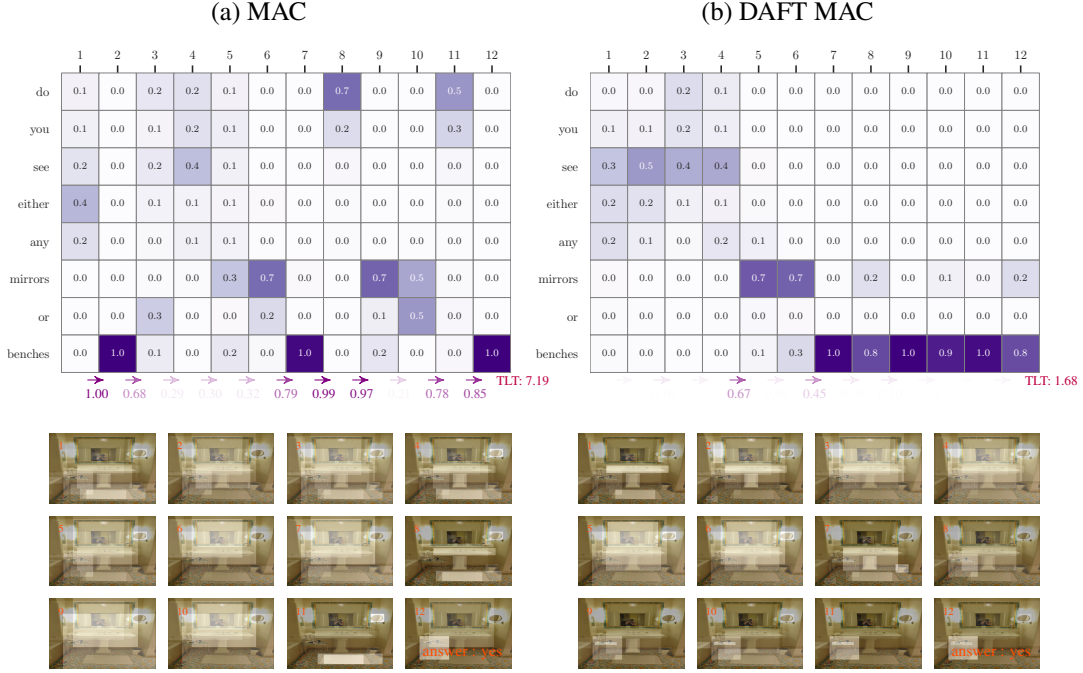 (a) MAC
1 2 3 4 5 6 7 8 9 10 11 12
do 0.1 0.0 0.2 0.2 0.1 0.0 0.0 0.7 0.0 0.0 0.5 0.0
you 0.1 0.0 0.1 0.2 0.1 0.0 0.0 0.2 0.0 0.0 0.3 0.0
see 0.2 0.0 0.2 0.4 0.1 0.0 0.0 0.0 0.0 0.0 0.0 0.0
either 0.4 0.0 0.1 0.1 0.1 0.0 0.0 0.0 0.0 0.0 0.0 0.0
any 0.2 0.0 0.0 0.1 0.1 0.0 0.0 0.0 0.0 0.0 0.0 0.0
mirrors 0.0 0.0 0.0 0.0 0.3 0.7 0.0 0.0 0.7 0.5 0.0 0.0
or 0.0 0.0 0.3 0.0 0.0 0.2 0.0 0.0 0.1 0.5 0.0 0.0
benches 0.0 1.0 0.1 0.0 0.2 0.0 1.0 0.0 0.2 0.0 0.0 1.0
TLT: 7.19
1.00 0.68 0.29 0.30 0.32 0.79 0.99 0.97 0.21 0.78 0.85
1 2 3 4
5 6 7 8
9 10 11 12
answer : yes
(b) DAFT MAC
1 2 3 4 5 6 7 8 9 10 11 12
do 0.0 0.0 0.2 0.1 0.0 0.0 0.0 0.0 0.0 0.0 0.0 0.0
you 0.1 0.1 0.2 0.1 0.0 0.0 0.0 0.0 0.0 0.0 0.0 0.0
see 0.3 0.5 0.4 0.4 0.0 0.0 0.0 0.0 0.0 0.0 0.0 0.0
either 0.2 0.2 0.1 0.1 0.0 0.0 0.0 0.0 0.0 0.0 0.0 0.0
any 0.2 0.1 0.0 0.2 0.1 0.0 0.0 0.0 0.0 0.0 0.0 0.0
mirrors 0.0 0.0 0.0 0.0 0.7 0.7 0.0 0.2 0.0 0.1 0.0 0.2
or 0.0 0.0 0.0 0.0 0.0 0.0 0.0 0.0 0.0 0.0 0.0 0.0
benches 0.0 0.0 0.0 0.0 0.1 0.3 1.0 0.8 1.0 0.9 1.0 0.8
TLT: 1.68
0.67 0.45
1 2 3 4
5 6 7 8
9 10 11 12
answer : yes